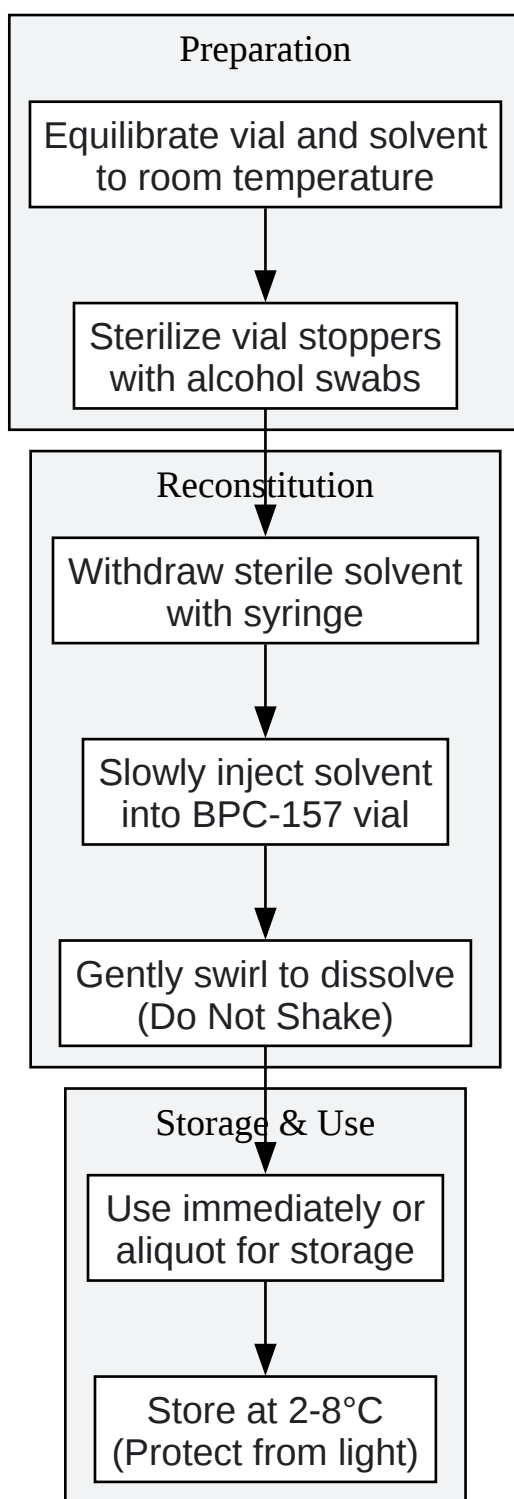 Preparation
Equilibrate vial and solvent
to room temperature
Sterilize vial stoppers
with alcohol swabs
Reconstitution
Withdraw sterile solvent
with syringe
Slowly inject solvent
into BPC-157 vial
Gently swirl to dissolve
(Do Not Shake)
Storage & Use
Use immediately or
aliquot for storage
Store at 2-8°C
(Protect from light)